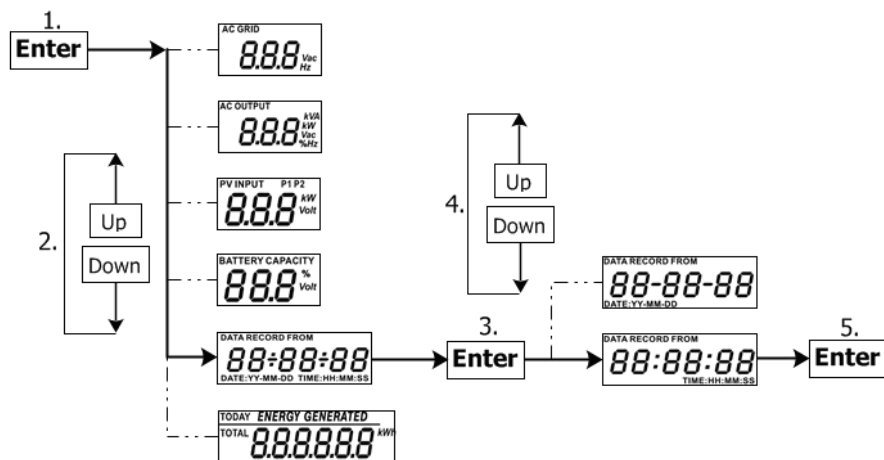 1.
Enter
AC GRID
8.8.8 Vac
Hz
AC OUTPUT
8.8.8 kVA
kW
Vac
%Hz
PV INPUT P1 P2
8.8.8 kW
Volt
2.
Up
Down
BATTERY CAPACITY
88.8 %
Volt
DATA RECORD FROM
88÷88÷88
DATE:YY-MM-DD TIME:HH:MM:SS
TODAY ENERGY GENERATED
TOTAL 8.8.8.8.8.8 kWh
3.
Enter
4.
Up
Down
DATA RECORD FROM
88-88-88
DATE:YY-MM-DD
DATA RECORD FROM
88:88:88
TIME:HH:MM:SS
5.
Enter